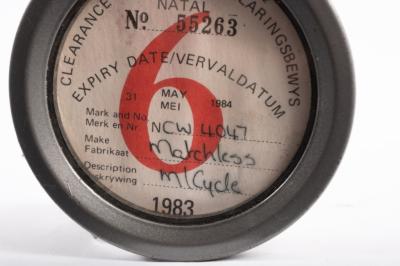 NATAL
No 55263
CLEARANCE
KLARINGSBEWYS
6
EXPIRY DATE/VERVALDATUM
31 MAY 1984
MEI
Mark and No. NCW 4047
Merk en Nr
Make Matchless
Fabrikaat
Description M/Cycle
Beskrywing
1983